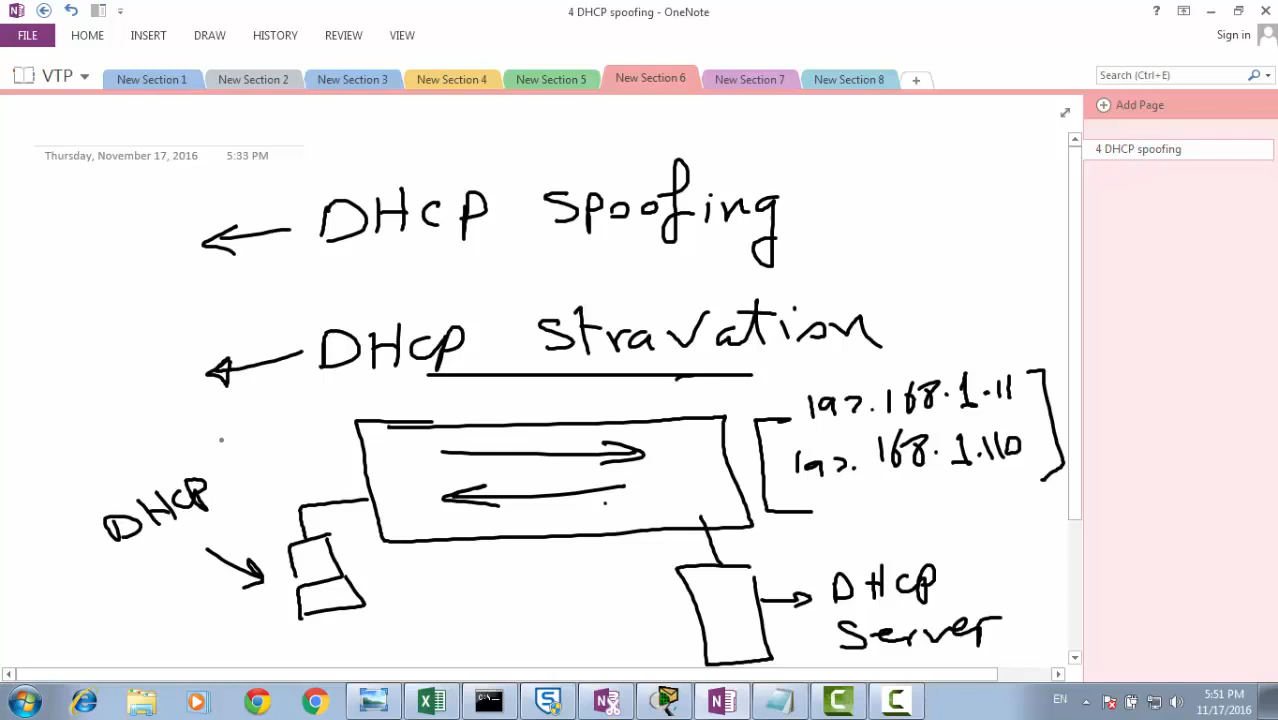 4 DHCP spoofing - OneNote
?
Sign in
FILE HOME INSERT DRAW HISTORY REVIEW VIEW
VTP New Section 1 New Section 2 New Section 3 New Section 4 New Section 5 New Section 6 New Section 7 New Section 8 +
Search (Ctrl+E)
Add Page
4 DHCP spoofing
Thursday, November 17, 2016 5:33 PM
DHCP spoofing
DHCP stravation
192.168.1.11
192.168.1.110
DHCP
DHCP
Server
EN
5:51 PM
11/17/2016